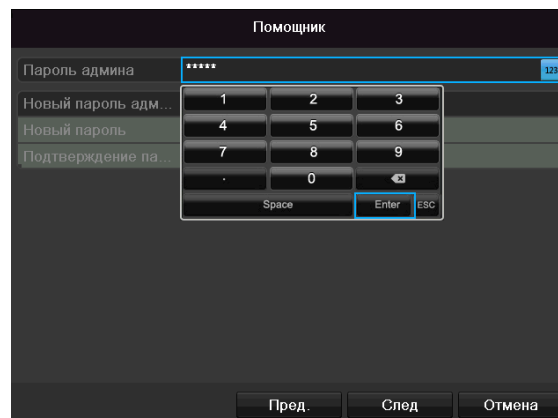 Помощник
Пароль админа ***** 123
Новый пароль адм...
Новый пароль
Подтверждение па...
1 2 3
4 5 6
7 8 9
. 0
Space Enter ESC
Пред. След Отмена